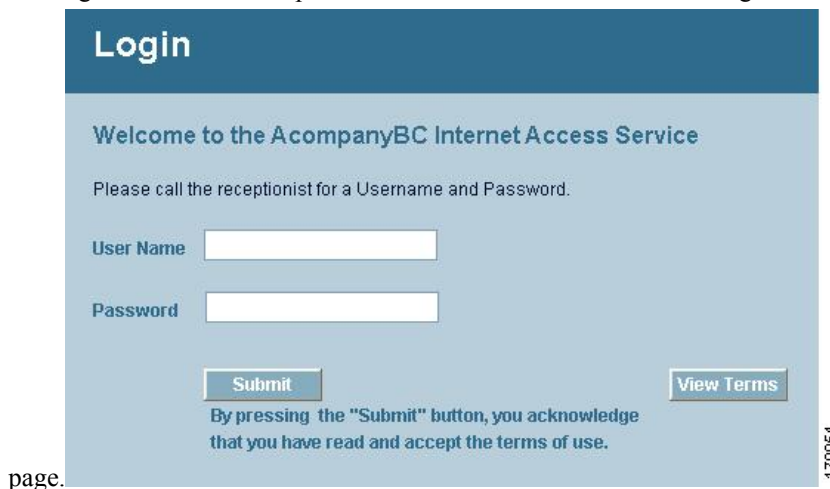 Login
Welcome to the AcompanyBC Internet Access Service
Please call the receptionist for a Username and Password.
User Name
Password
Submit
View Terms
By pressing the "Submit" button, you acknowledge
that you have read and accept the terms of use.
page.